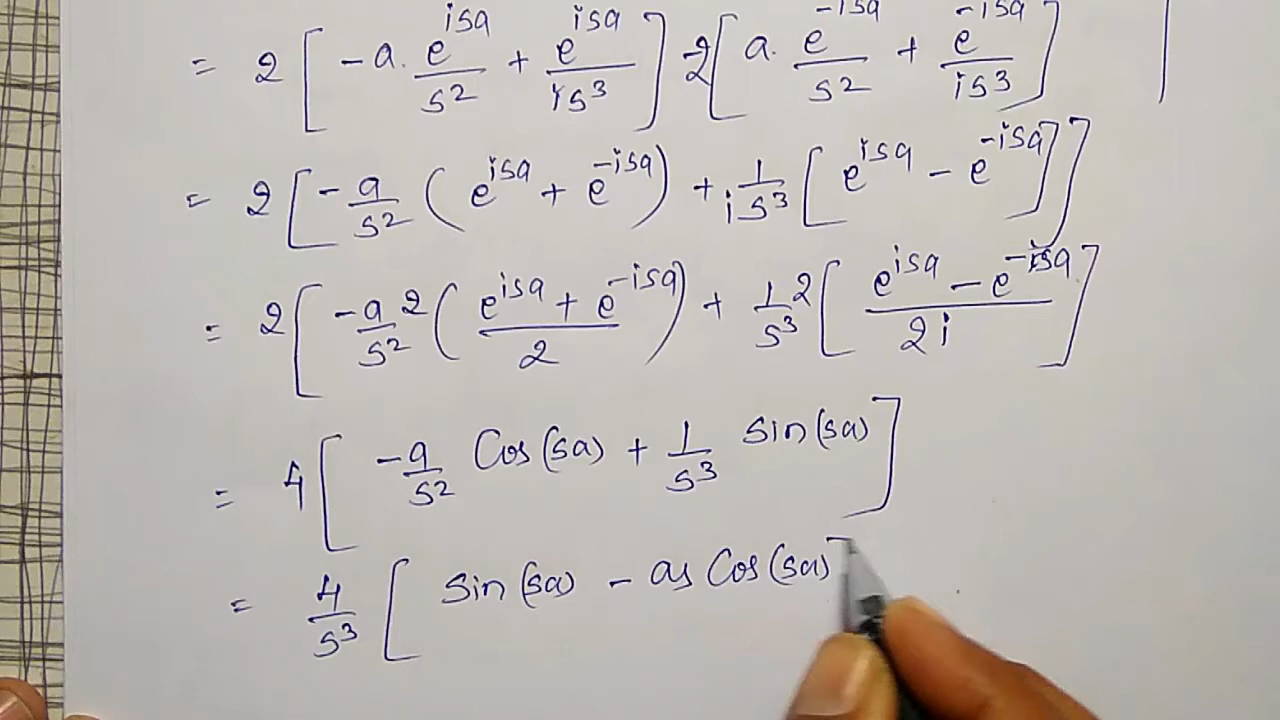 = 2 [ -a. e^{isa}/s² + e^{isa}/is³ ] -2 [ a. e^{-isa}/s² + e^{-isa}/is³ ]
= 2 [ -a/s² ( e^{isa} + e^{-isa} ) + 1/is³ [ e^{isa} - e^{-isa} ] ]
= 2 [ -a/s² 2 ( (e^{isa} + e^{-isa})/2 ) + 1/s³ 2 [ (e^{isa} - e^{-isa})/2i ]
= 4 [ -a/s² Cos(sa) + 1/s³ sin(sa) ]
= 4/s³ [ sin(sa) - as Cos(sa) ]